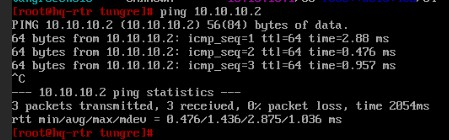 [root@hq-rtr tungre]# ping 10.10.10.2
PING 10.10.10.2 (10.10.10.2) 56(84) bytes of data.
64 bytes from 10.10.10.2: icmp_seq=1 ttl=64 time=2.88 ms
64 bytes from 10.10.10.2: icmp_seq=2 ttl=64 time=0.476 ms
64 bytes from 10.10.10.2: icmp_seq=3 ttl=64 time=0.957 ms
^C
--- 10.10.10.2 ping statistics ---
3 packets transmitted, 3 received, 0% packet loss, time 2054ms
rtt min/avg/max/mdev = 0.476/1.436/2.875/1.036 ms
[root@hq-rtr tungre]#